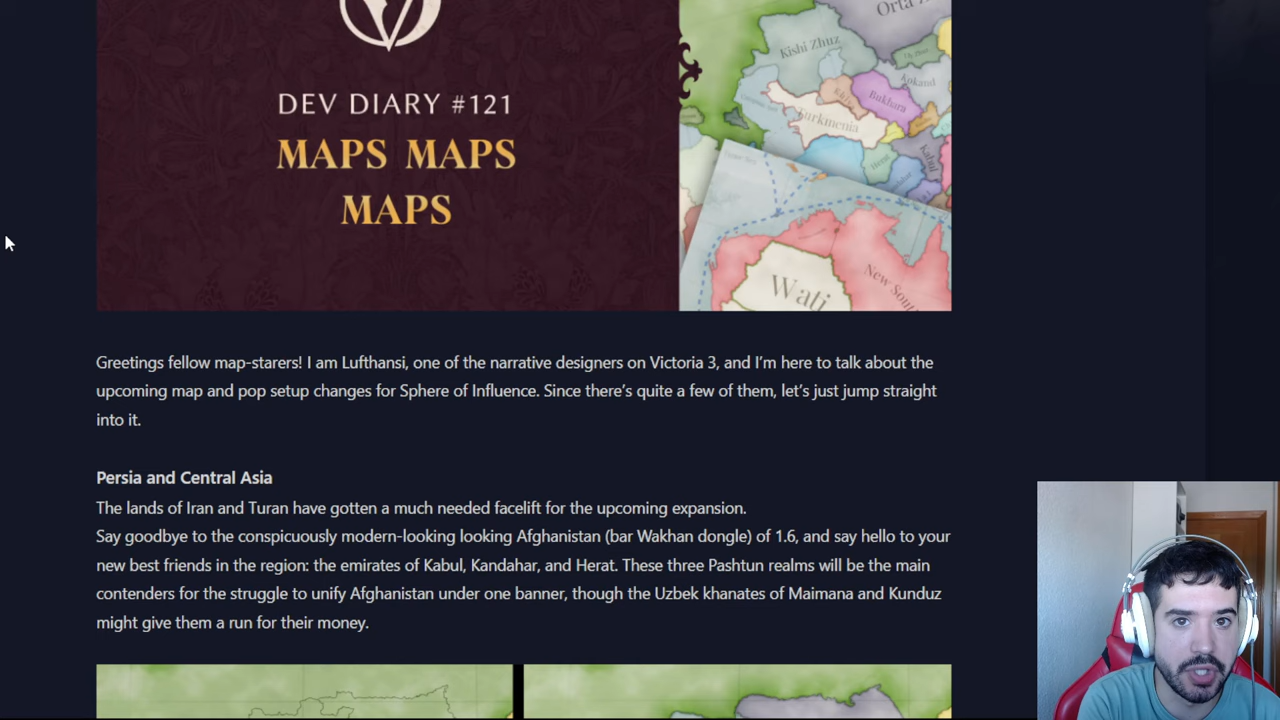 DEV DIARY #121
MAPS MAPS
MAPS
Orta
Kishi Zhuz
Kokand
Khiva
Bukhara
Turkmenia
Herat
Kabul
Wati
New Sout
Greetings fellow map-starers! I am Lufthansi, one of the narrative designers on Victoria 3, and I'm here to talk about the
upcoming map and pop setup changes for Sphere of Influence. Since there's quite a few of them, let's just jump straight
into it.
Persia and Central Asia
The lands of Iran and Turan have gotten a much needed facelift for the upcoming expansion.
Say goodbye to the conspicuously modern-looking looking Afghanistan (bar Wakhan dongle) of 1.6, and say hello to your
new best friends in the region: the emirates of Kabul, Kandahar, and Herat. These three Pashtun realms will be the main
contenders for the struggle to unify Afghanistan under one banner, though the Uzbek khanates of Maimana and Kunduz
might give them a run for their money.